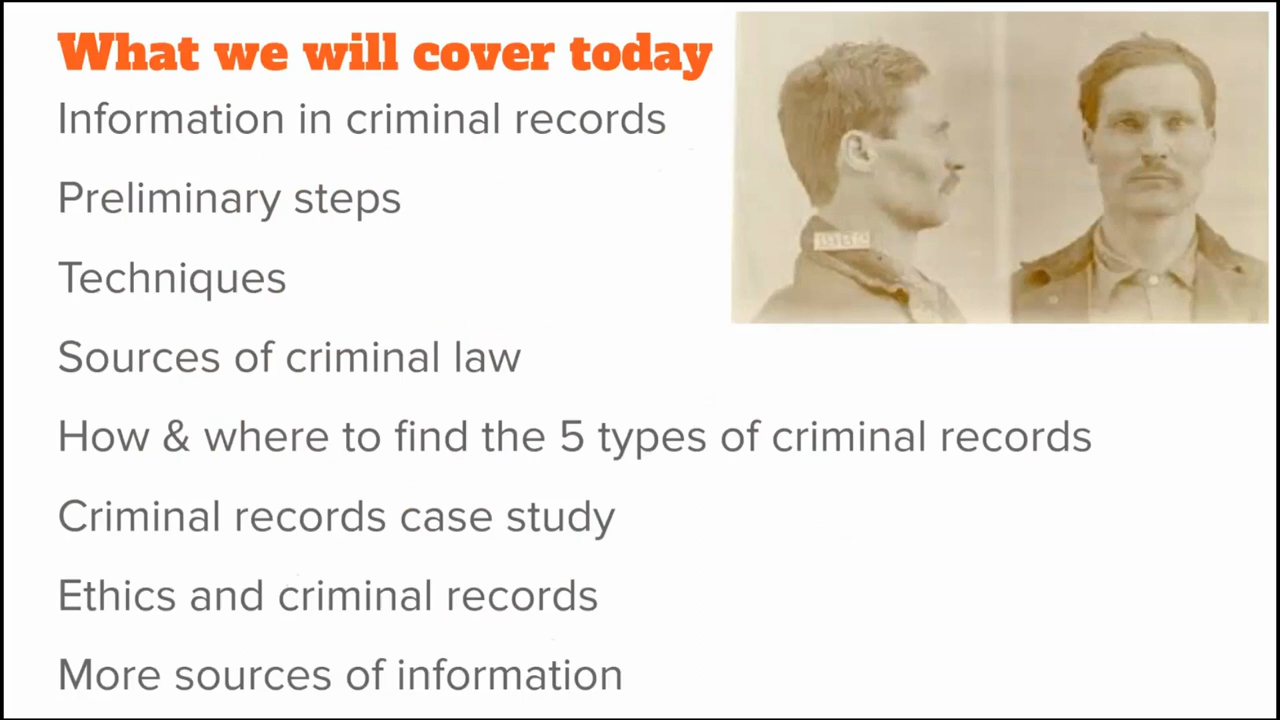 What we will cover today
Information in criminal records
Preliminary steps
Techniques
Sources of criminal law
How & where to find the 5 types of criminal records
Criminal records case study
Ethics and criminal records
More sources of information